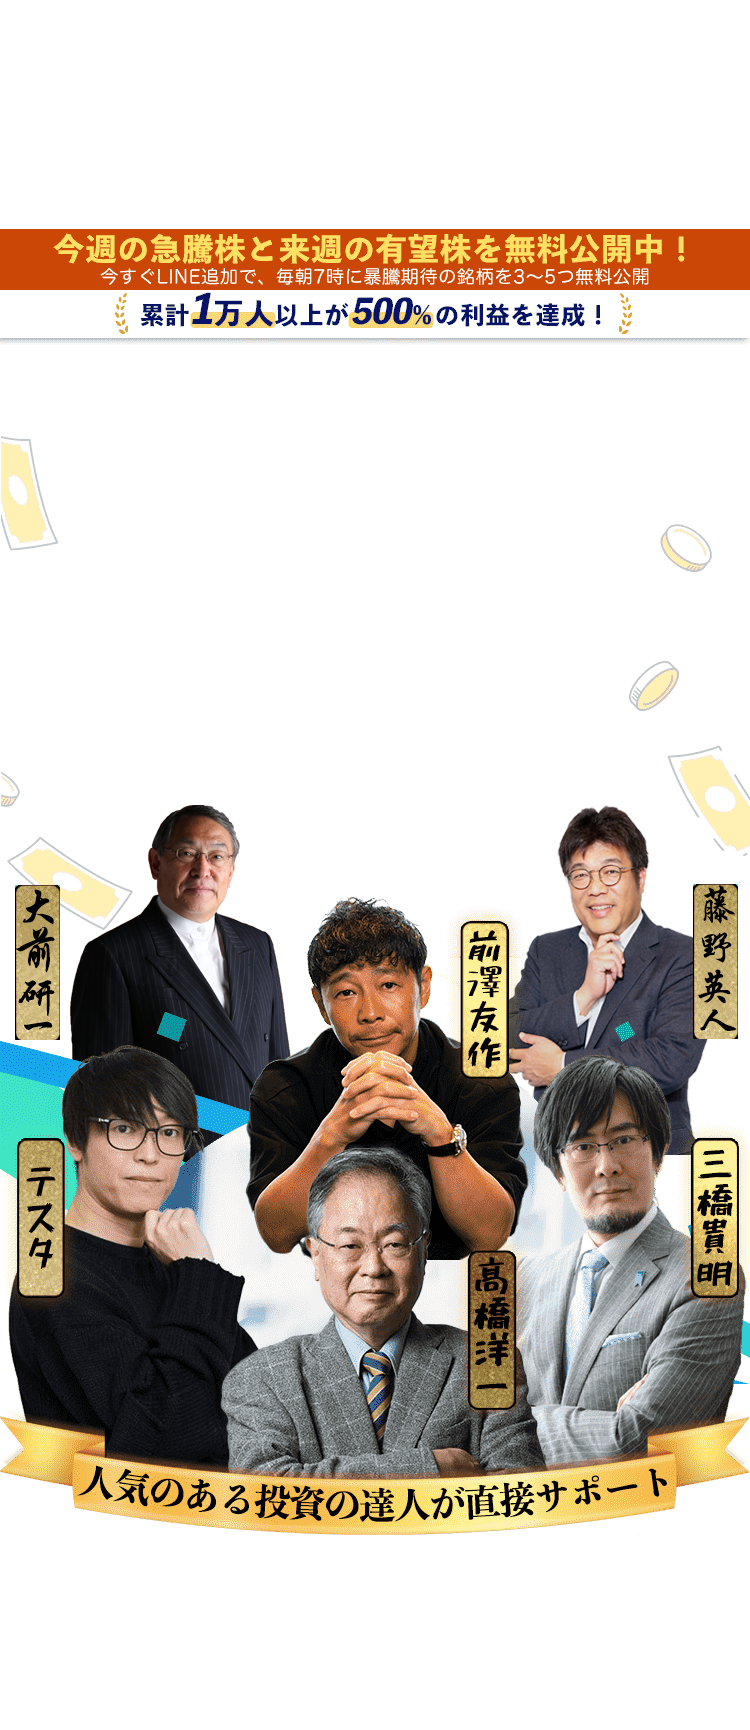 今週の急騰株と来週の有望株を無料公開中！
今すぐLINE追加で、毎朝7時に暴騰期待の銘柄を3〜5つ無料公開
累計1万人以上が500%の利益を達成！
大前研一
藤野英人
前澤友作
テスタ
三橋貴明
高橋洋一
人気のある投資の達人が直接サポート